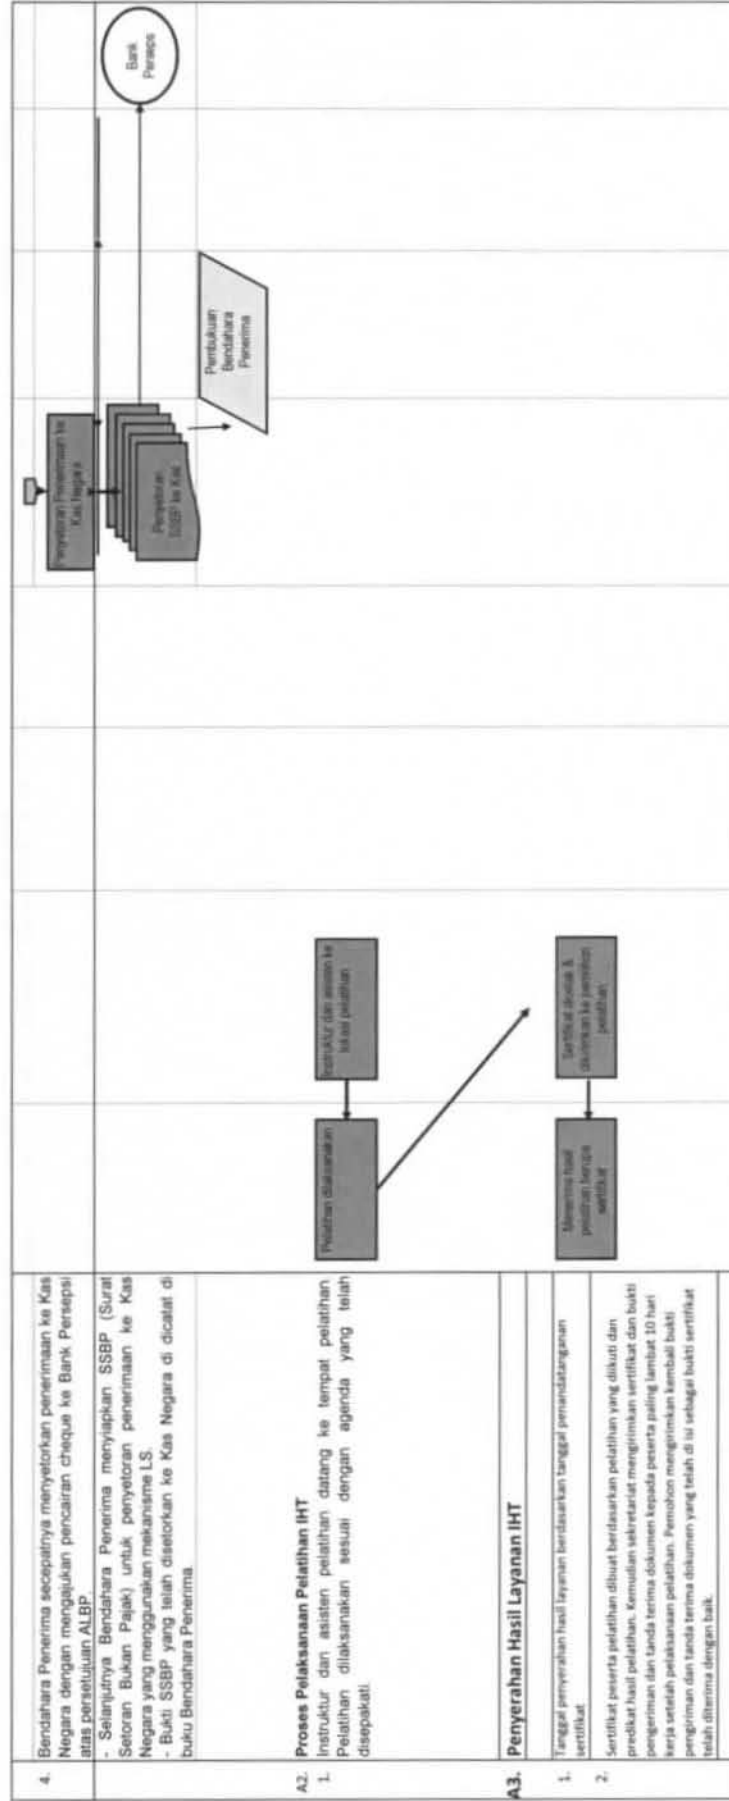 4. Bendahara Penerima secepatnya menyetorkan penerimaan ke Kas
Negara dengan mengajukan pencairan cheque ke Bank Persepsi
atas persetujuan ALBP.
- Selanjutnya Bendahara Penerima menyiapkan SSBP (Surat
Setoran Bukan Pajak) untuk penyetoran penerimaan ke Kas
Negara yang menggunakan mekanisme LS.
- Bukti SSBP yang telah disetorkan ke Kas Negara di dicatat di
buku Bendahara Penerima.
Penyetoran Penerimaan ke
Kas Negara
Penyetoran
SSBP ke Kas
Bank
Perseps
Pembukuan
Bendahara
Penerima
A2. Proses Pelaksanaan Pelatihan IHT
1. Instruktur dan asisten pelatihan datang ke tempat pelatihan
Pelatihan dilaksanakan sesuai dengan agenda yang telah
disepakati.
Pelatihan dilaksanakan
Instruktur dan asisten ke
lokasi pelatihan
A3. Penyerahan Hasil Layanan IHT
1. Tanggal penyerahan hasil layanan berdasarkan tanggal penandatanganan
sertifikat
2. Sertifikat peserta pelatihan dibuat berdasarkan pelatihan yang diikuti dan
predikat hasil pelatihan. Kemudian sekretariat mengirimkan sertifikat dan bukti
pengeriman dan tanda terima dokumen kepada peserta paling lambat 10 hari
kerja setelah pelaksanaan pelatihan. Pemohon mengirimkan kembali bukti
pengiriman dan tanda terima dokumen yang telah di isi sebagai bukti sertifikat
telah diterima dengan baik.
Menerima hasil
pelatihan berupa
sertifikat
Sertifikat dicetak &
dikirimkan ke pemohon
pelatihan